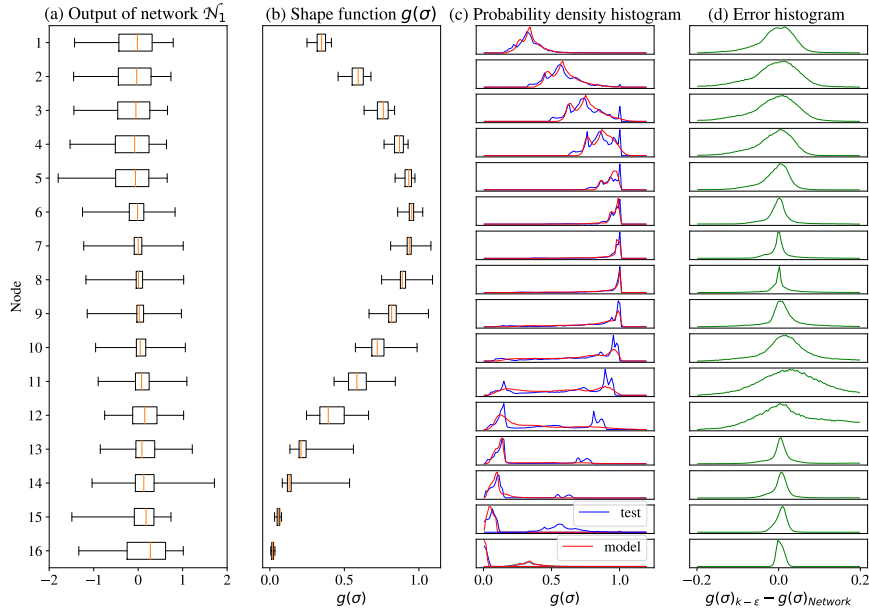 (a) Output of network 𝒩₁
(b) Shape function g(σ)
(c) Probability density histogram
(d) Error histogram
Node
1
2
3
4
5
6
7
8
9
10
11
12
13
14
15
16
−2 −1 0 1 2
0.0 0.5 1.0
g(σ)
test
model
0.0 0.5 1.0
g(σ)
−0.2 0.0 0.2
g(σ)ₖ₋ε − g(σ)Network